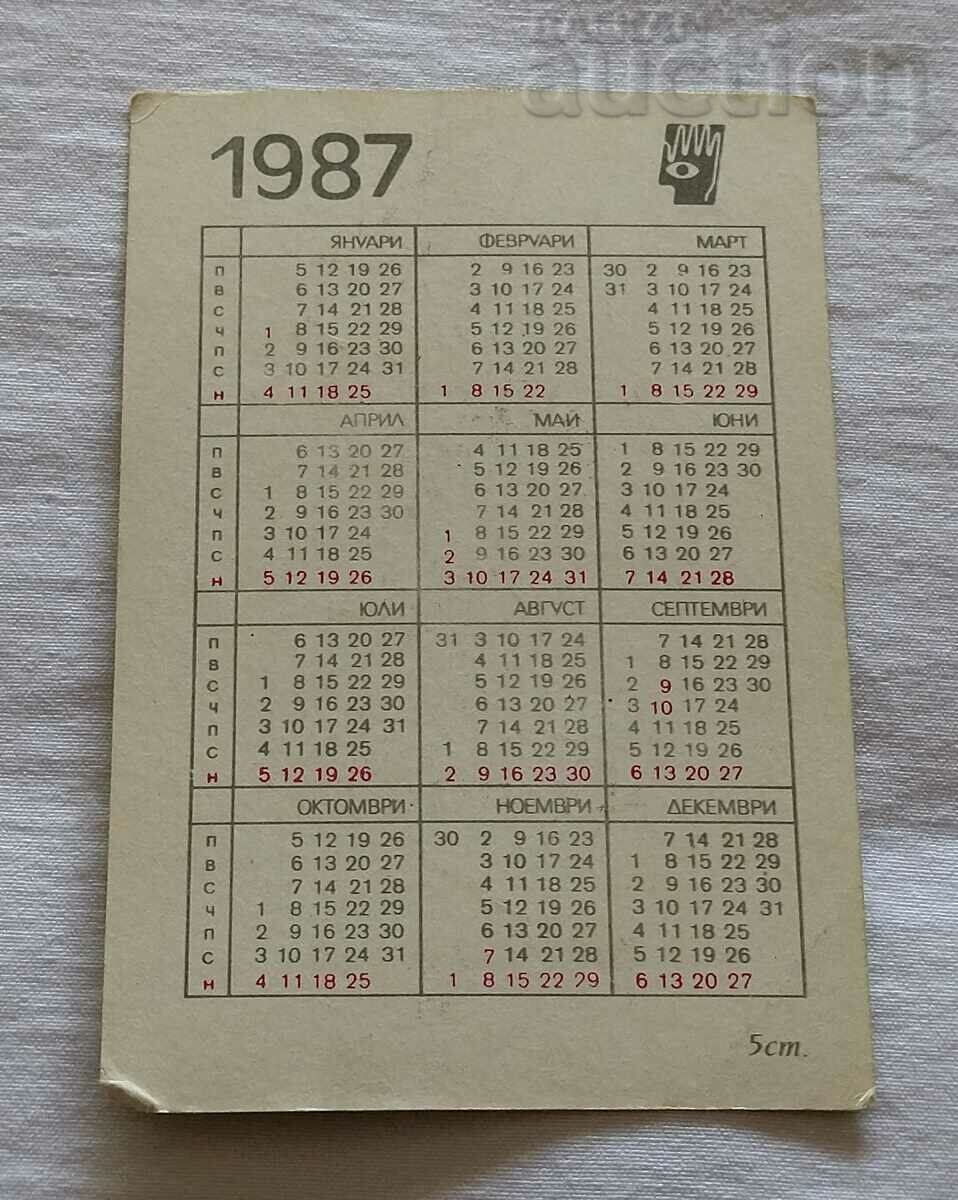 auction
1987
ЯНУАРИ ФЕВРУАРИ МАРТ
П 5 12 19 26 2 9 16 23 30 2 9 16 23
В 6 13 20 27 3 10 17 24 31 3 10 17 24
С 7 14 21 28 4 11 18 25 4 11 18 25
Ч 1 8 15 22 29 5 12 19 26 5 12 19 26
П 2 9 16 23 30 6 13 20 27 6 13 20 27
С 3 10 17 24 31 7 14 21 28 7 14 21 28
Н 4 11 18 25 1 8 15 22 1 8 15 22 29
АПРИЛ МАЙ ЮНИ
П 6 13 20 27 4 11 18 25 1 8 15 22 29
В 7 14 21 28 5 12 19 26 2 9 16 23 30
С 1 8 15 22 29 6 13 20 27 3 10 17 24
Ч 2 9 16 23 30 7 14 21 28 4 11 18 25
П 3 10 17 24 1 8 15 22 29 5 12 19 26
С 4 11 18 25 2 9 16 23 30 6 13 20 27
Н 5 12 19 26 3 10 17 24 31 7 14 21 28
ЮЛИ АВГУСТ СЕПТЕМВРИ
П 6 13 20 27 31 3 10 17 24 7 14 21 28
В 7 14 21 28 4 11 18 25 1 8 15 22 29
С 1 8 15 22 29 5 12 19 26 2 9 16 23 30
Ч 2 9 16 23 30 6 13 20 27 3 10 17 24
П 3 10 17 24 31 7 14 21 28 4 11 18 25
С 4 11 18 25 1 8 15 22 29 5 12 19 26
Н 5 12 19 26 2 9 16 23 30 6 13 20 27
ОКТОМВРИ НОЕМВРИ ДЕКЕМВРИ
П 5 12 19 26 30 2 9 16 23 7 14 21 28
В 6 13 20 27 3 10 17 24 1 8 15 22 29
С 7 14 21 28 4 11 18 25 2 9 16 23 30
Ч 1 8 15 22 29 5 12 19 26 3 10 17 24 31
П 2 9 16 23 30 6 13 20 27 4 11 18 25
С 3 10 17 24 31 7 14 21 28 5 12 19 26
Н 4 11 18 25 1 8 15 22 29 6 13 20 27
5 ст.